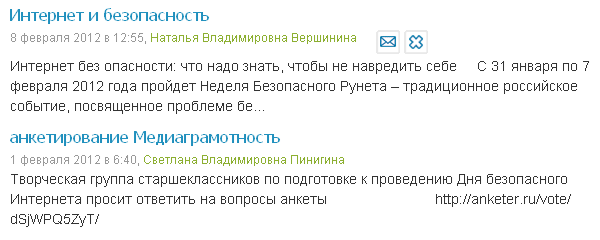 Интернет и безопасность
8 февраля 2012 в 12:55, Наталья Владимировна Вершинина
Интернет без опасности: что надо знать, чтобы не навредить себе С 31 января по 7
февраля 2012 года пройдет Неделя Безопасного Рунета – традиционное российское
событие, посвященное проблеме бе...
анкетирование Медиаграмотность
1 февраля 2012 в 6:40, Светлана Владимировна Пинигина
Творческая группа старшеклассников по подготовке к проведению Дня безопасного
Интернета просит ответить на вопросы анкеты http://anketer.ru/vote/
dSjWPQ5ZyT/